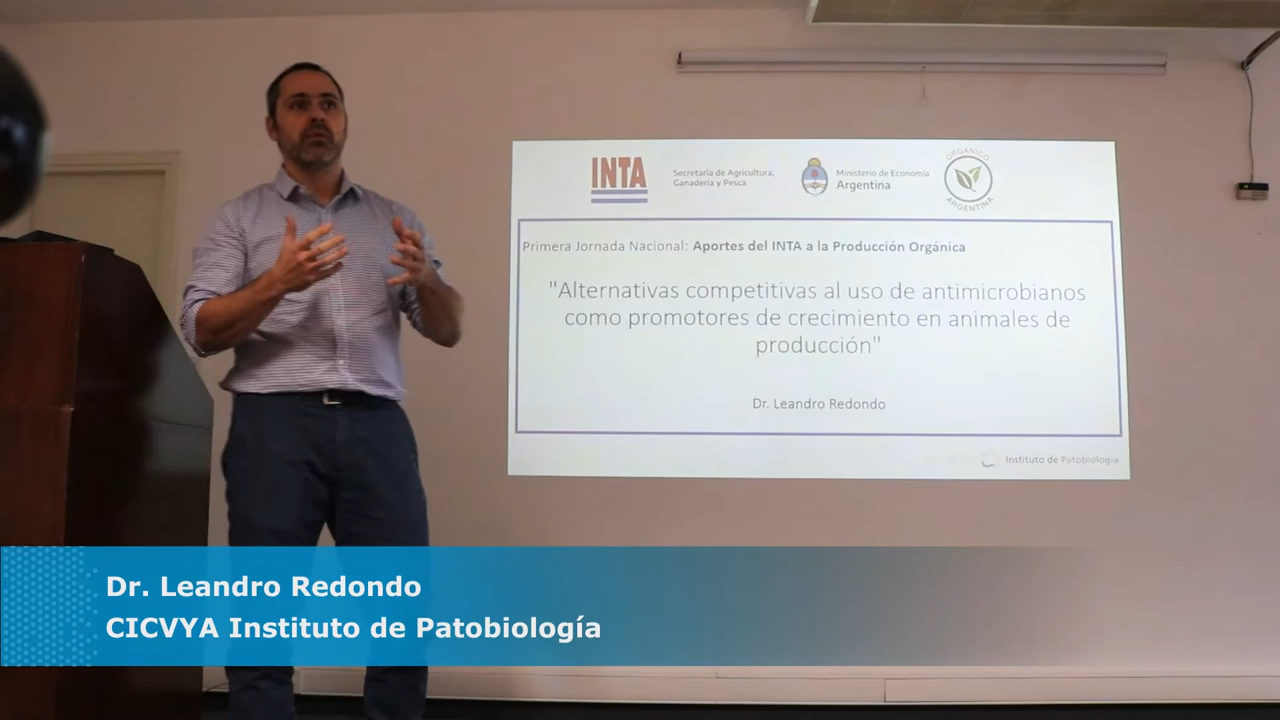 INTA
Secretaría de Agricultura,
Ganadería y Pesca
Ministerio de Economía
Argentina
ORGÁNICO
ARGENTINA
Primera Jornada Nacional: Aportes del INTA a la Producción Orgánica
"Alternativas competitivas al uso de antimicrobianos
como promotores de crecimiento en animales de
producción"
Dr. Leandro Redondo
Instituto de Patobiología
Dr. Leandro Redondo
CICVYA Instituto de Patobiología